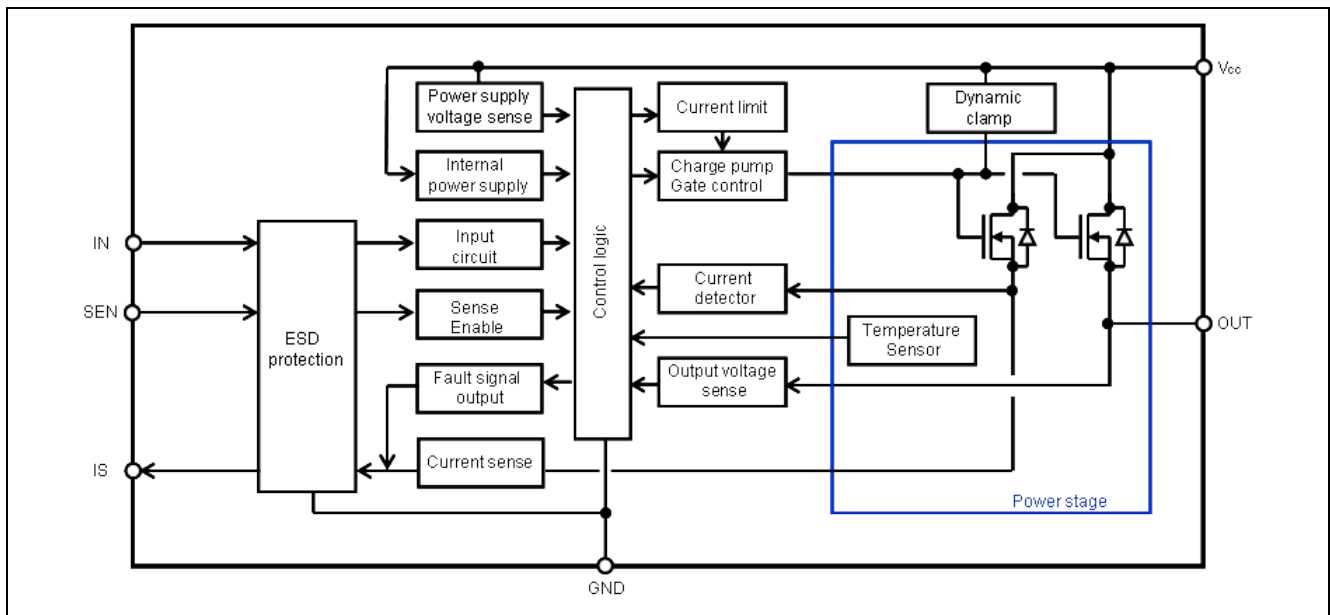 Vcc
Power supply
voltage sense
Current limit
Dynamic
clamp
Internal
power supply
Charge pump
Gate control
IN
Input
circuit
Control logic
Current
detector
SEN
Sense
Enable
OUT
ESD
protection
Temperature
Sensor
Fault signal
output
Output voltage
sense
IS
Current sense
Power stage
GND